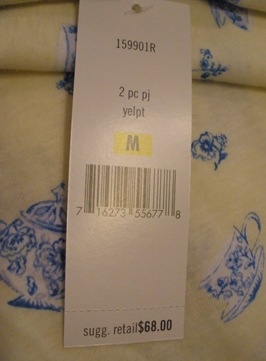 159901R
2 pc pj
yelpt
M
7 16273 55677 8
sugg. retail $68.00